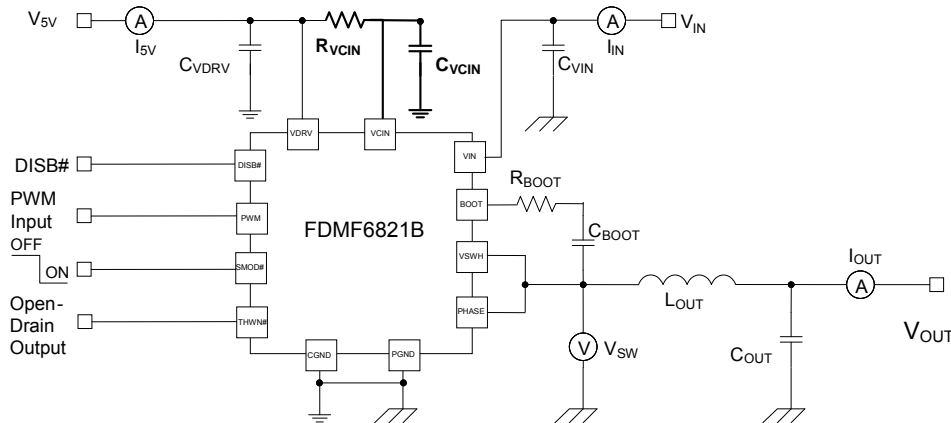 V5V
A
I5V
RVCIN
CVDRV
CVCIN
A
IIN
VIN
CVIN
VDRV
VCIN
VIN
DISB#
DISB#
RBOOT
BOOT
PWM
Input
PWM
FDMF6821B
CBOOT
OFF
ON
SMOD#
VSWH
IOUT
A
LOUT
Open-
Drain
Output
THWN#
PHASE
VOUT
V
VSW
COUT
CGND
PGND